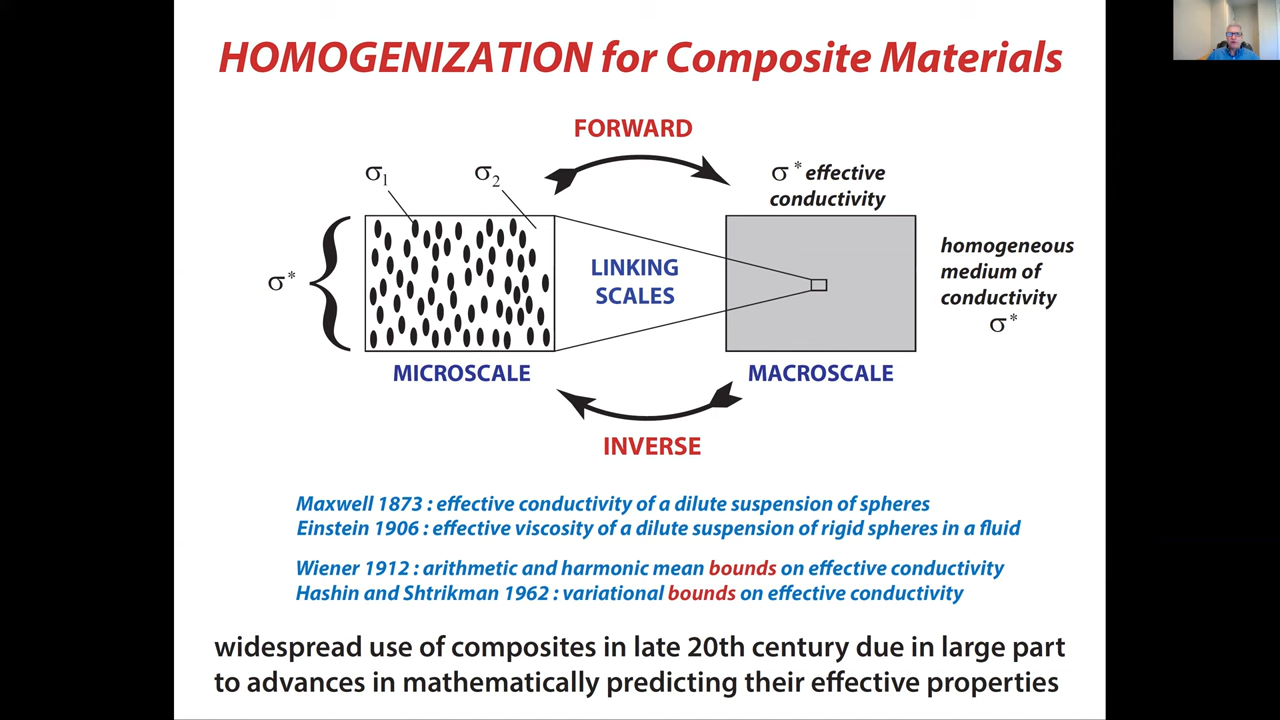 HOMOGENIZATION for Composite Materials
FORWARD
σ1
σ2
σ* effective
conductivity
σ*
LINKING
SCALES
homogeneous
medium of
conductivity
σ*
MICROSCALE
MACROSCALE
INVERSE
Maxwell 1873 : effective conductivity of a dilute suspension of spheres
Einstein 1906 : effective viscosity of a dilute suspension of rigid spheres in a fluid
Wiener 1912 : arithmetic and harmonic mean bounds on effective conductivity
Hashin and Shtrikman 1962 : variational bounds on effective conductivity
widespread use of composites in late 20th century due in large part
to advances in mathematically predicting their effective properties